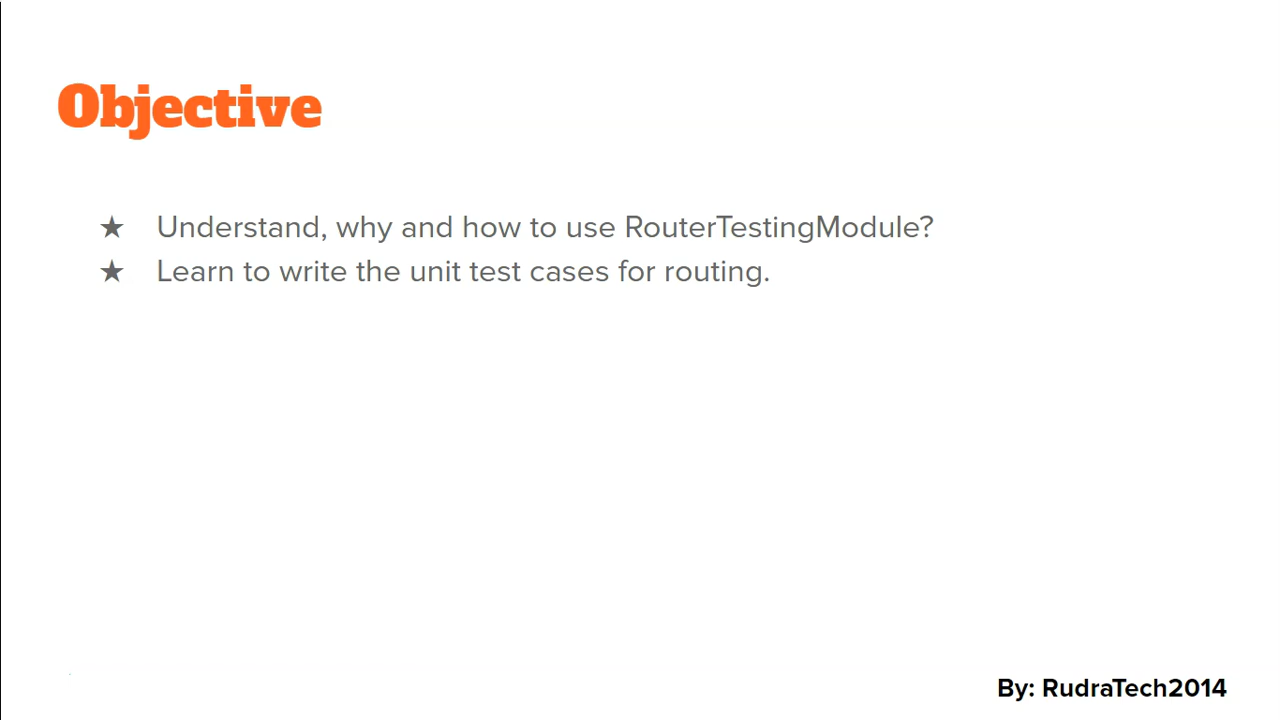 Objective
★ Understand, why and how to use RouterTestingModule?
★ Learn to write the unit test cases for routing.
By: RudraTech2014